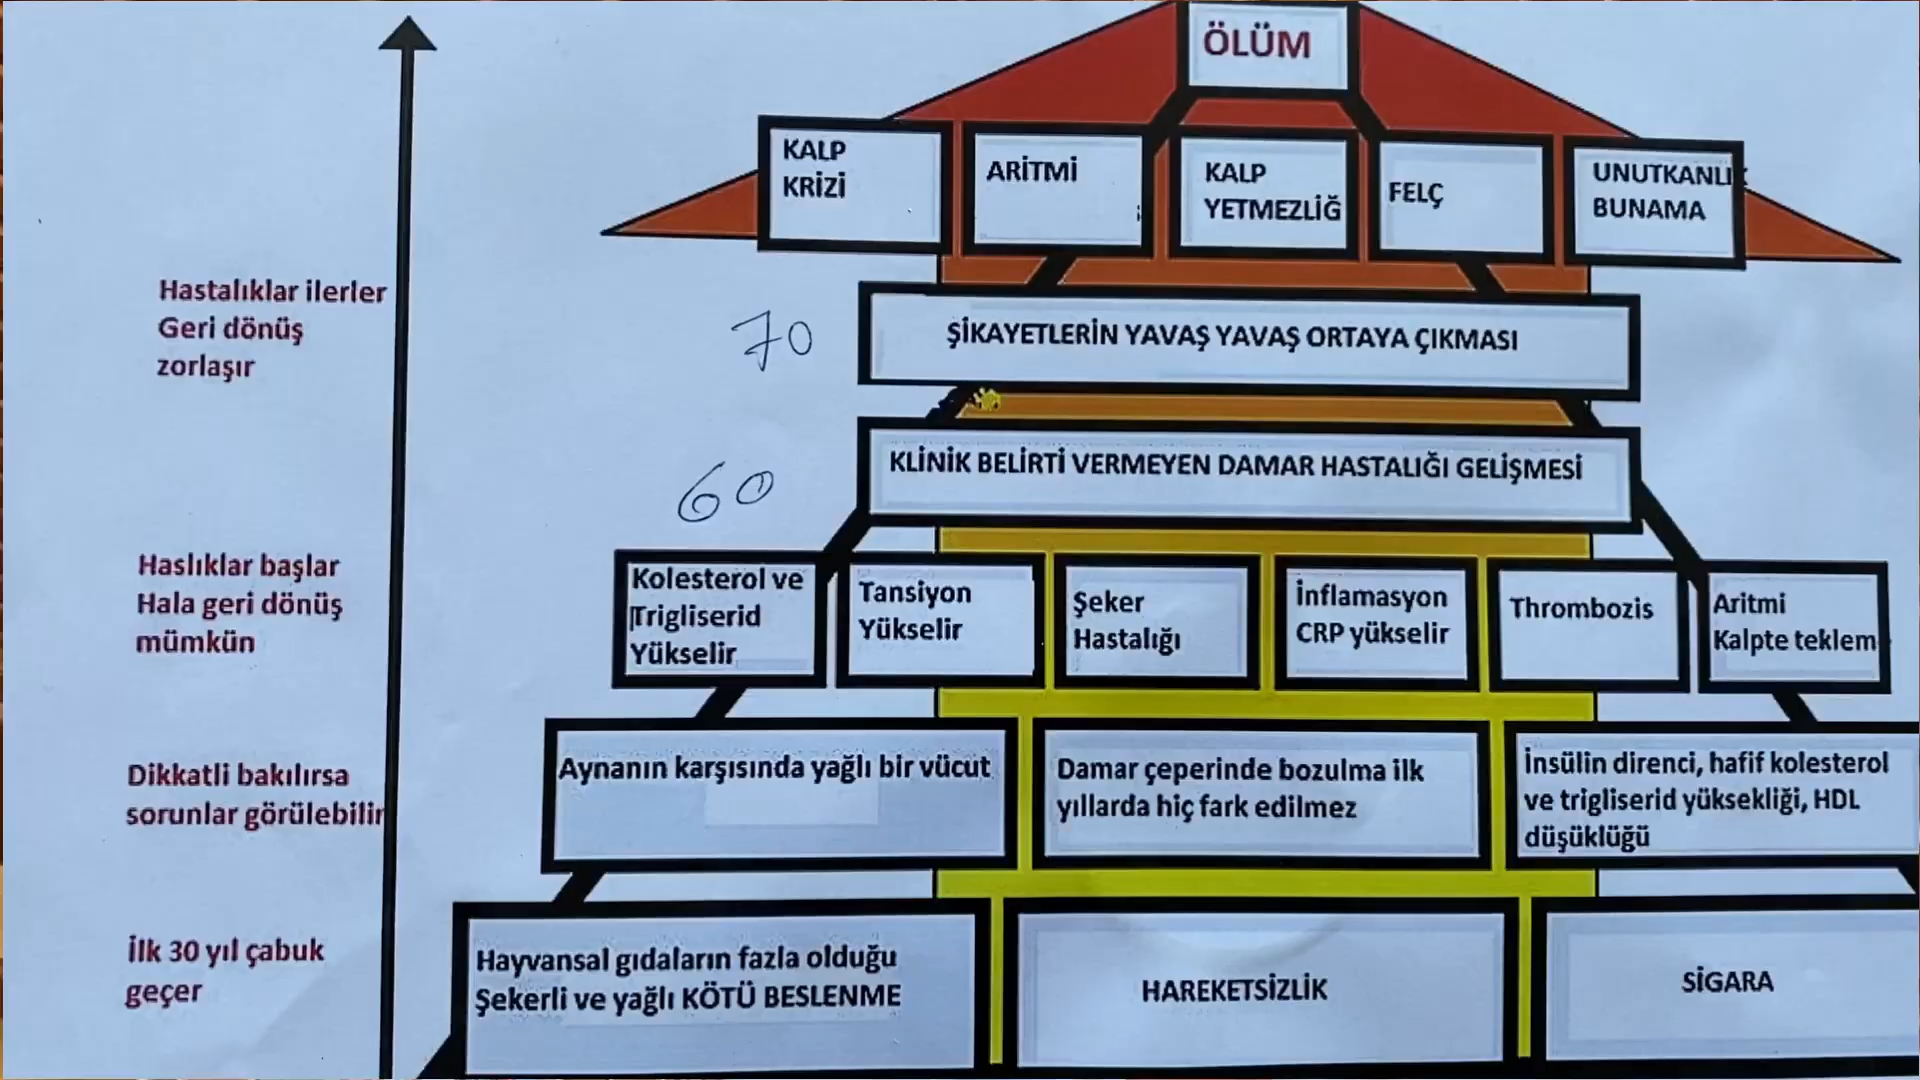 ÖLÜM
KALP
KRİZİ
ARİTMİ
KALP
YETMEZLİĞ
FELÇ
UNUTKANLI
BUNAMA
Hastalıklar ilerler
Geri dönüş
zorlaşır
70
ŞİKAYETLERİN YAVAŞ YAVAŞ ORTAYA ÇIKMASI
60
KLİNİK BELİRTİ VERMEYEN DAMAR HASTALIĞI GELİŞMESİ
Haslıklar başlar
Hala geri dönüş
mümkün
Kolesterol ve
Trigliserid
Yükselir
Tansiyon
Yükselir
Şeker
Hastalığı
İnflamasyon
CRP yükselir
Thrombozis
Aritmi
Kalpte teklem
Dikkatli bakılırsa
sorunlar görülebilir
Aynanın karşısında yağlı bir vücut
Damar çeperinde bozulma ilk
yıllarda hiç fark edilmez
İnsülin direnci, hafif kolesterol
ve trigliserid yüksekliği, HDL
düşüklüğü
İlk 30 yıl çabuk
geçer
Hayvansal gıdaların fazla olduğu
Şekerli ve yağlı KÖTÜ BESLENME
HAREKETSİZLİK
SİGARA